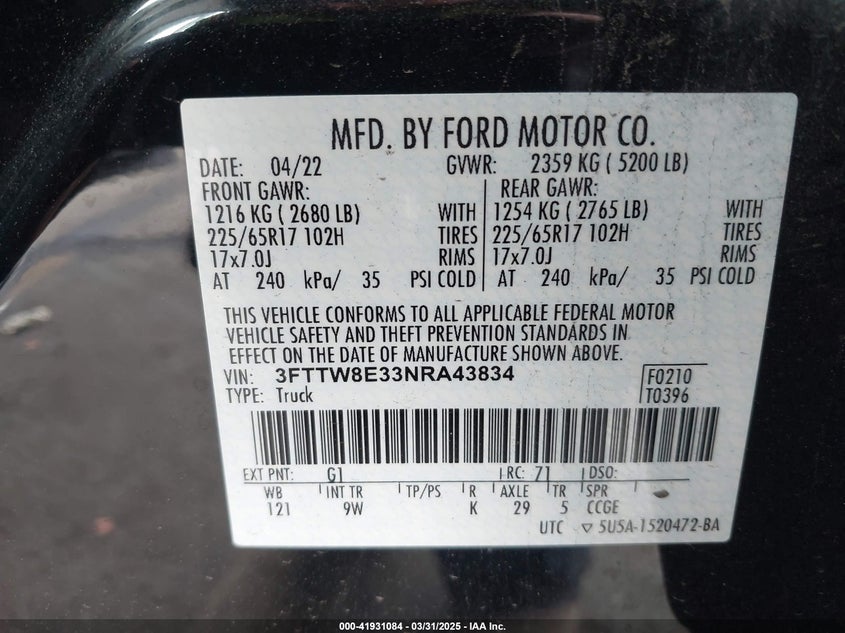 MFD. BY FORD MOTOR CO.
DATE: 04/22 GVWR: 2359 KG ( 5200 LB)
FRONT GAWR: REAR GAWR:
1216 KG ( 2680 LB) WITH 1254 KG ( 2765 LB) WITH
225/65R17 102H TIRES 225/65R17 102H TIRES
17x7.0J RIMS 17x7.0J RIMS
AT 240 kPa/ 35 PSI COLD AT 240 kPa/ 35 PSI COLD
THIS VEHICLE CONFORMS TO ALL APPLICABLE FEDERAL MOTOR
VEHICLE SAFETY AND THEFT PREVENTION STANDARDS IN
EFFECT ON THE DATE OF MANUFACTURE SHOWN ABOVE.
VIN: 3FTTW8E33NRA43834 F0210
TYPE: Truck T0396
EXT PNT: G1 RC: 71 DSO:
WB INT TR TP/PS R AXLE TR SPR
121 9W K 29 5 CCGE
UTC ▽ 5U5A-1520472-BA
000-41931084 - 03/31/2025 - IAA Inc.